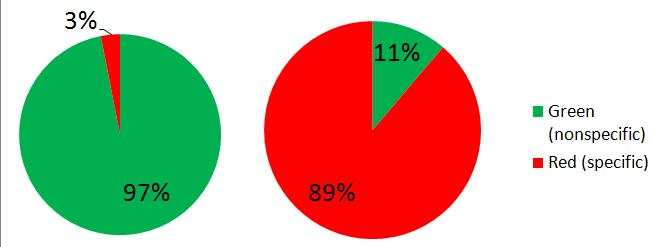 3%
97%
11%
89%
Green
(nonspecific)
Red (specific)